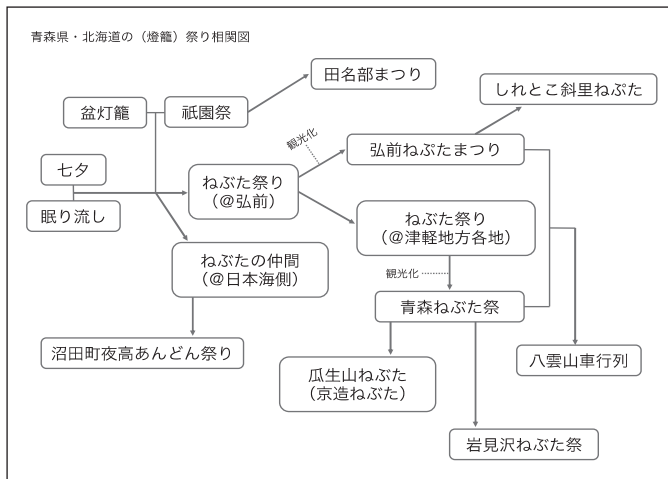 青森県・北海道の（燈籠）祭り相関図
田名部まつり
しれとこ斜里ねぷた
盆灯籠
祇園祭
観光化
弘前ねぷたまつり
七夕
ねぷた祭り
（＠弘前）
眠り流し
ねぶた祭り
（＠津軽地方各地）
ねぶたの仲間
（＠日本海側）
観光化
青森ねぶた祭
沼田町夜高あんどん祭り
瓜生山ねぶた
（京造ねぶた）
八雲山車行列
岩見沢ねぶた祭